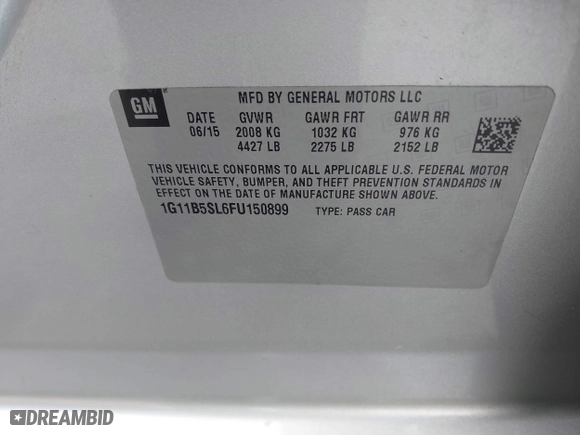 GM
MFD BY GENERAL MOTORS LLC
DATE GVWR GAWR FRT GAWR RR
06/15 2008 KG 1032 KG 976 KG
4427 LB 2275 LB 2152 LB
THIS VEHICLE CONFORMS TO ALL APPLICABLE U.S. FEDERAL MOTOR
VEHICLE SAFETY, BUMPER, AND THEFT PREVENTION STANDARDS IN
EFFECT ON THE DATE OF MANUFACTURE SHOWN ABOVE.
1G11B5SL6FU150899 TYPE: PASS CAR
DREAMBID